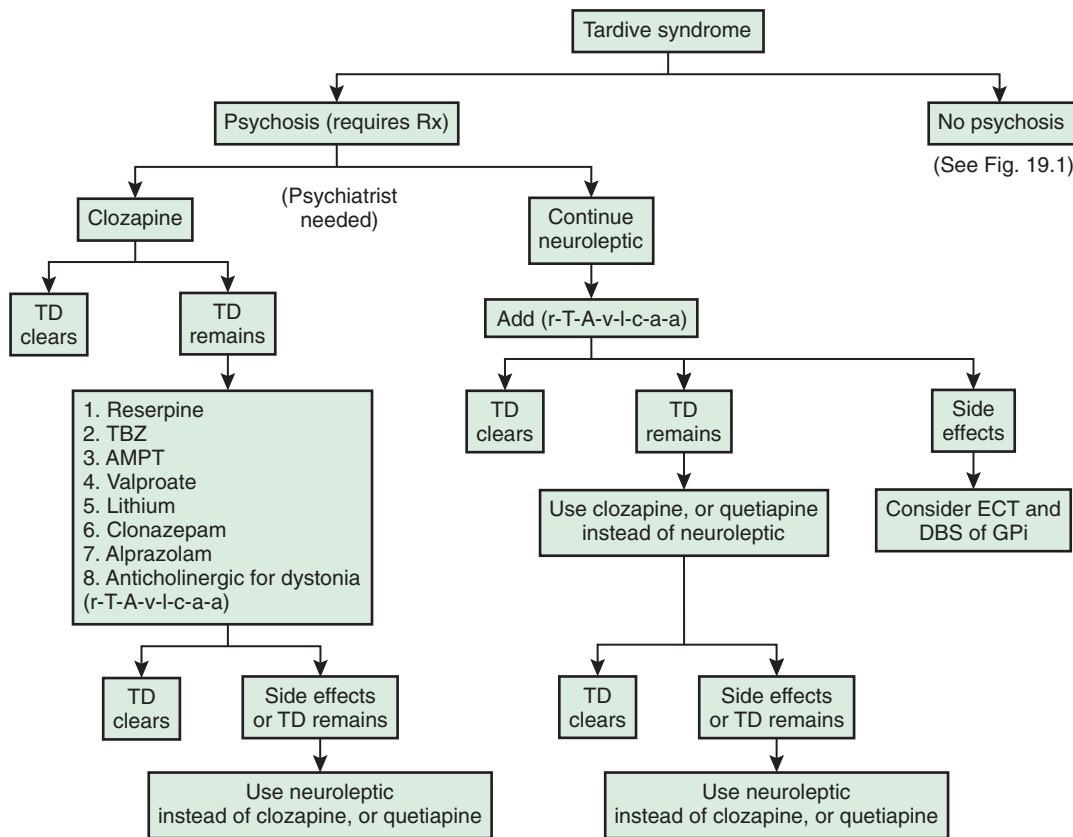 Tardive syndrome
Psychosis (requires Rx)
No psychosis
(See Fig. 19.1)
(Psychiatrist
needed)
Clozapine
Continue
neuroleptic
TD
clears
TD
remains
Add (r-T-A-v-l-c-a-a)
1. Reserpine
2. TBZ
3. AMPT
4. Valproate
5. Lithium
6. Clonazepam
7. Alprazolam
8. Anticholinergic for dystonia
(r-T-A-v-l-c-a-a)
TD
clears
TD
remains
Side
effects
Use clozapine, or quetiapine
instead of neuroleptic
Consider ECT and
DBS of GPi
TD
clears
Side effects
or TD remains
TD
clears
Side effects
or TD remains
Use neuroleptic
instead of clozapine, or quetiapine
Use neuroleptic
instead of clozapine, or quetiapine